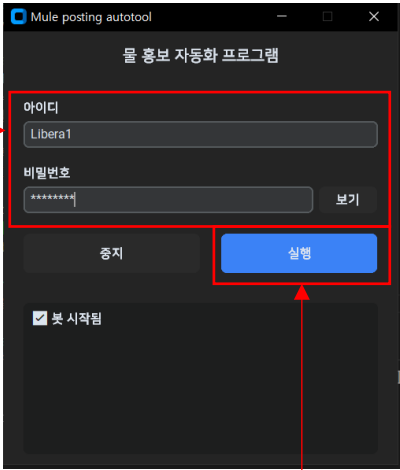 Mule posting autotool
물 홍보 자동화 프로그램
아이디
Libera1
비밀번호
********
보기
중지
실행
봇 시작됨